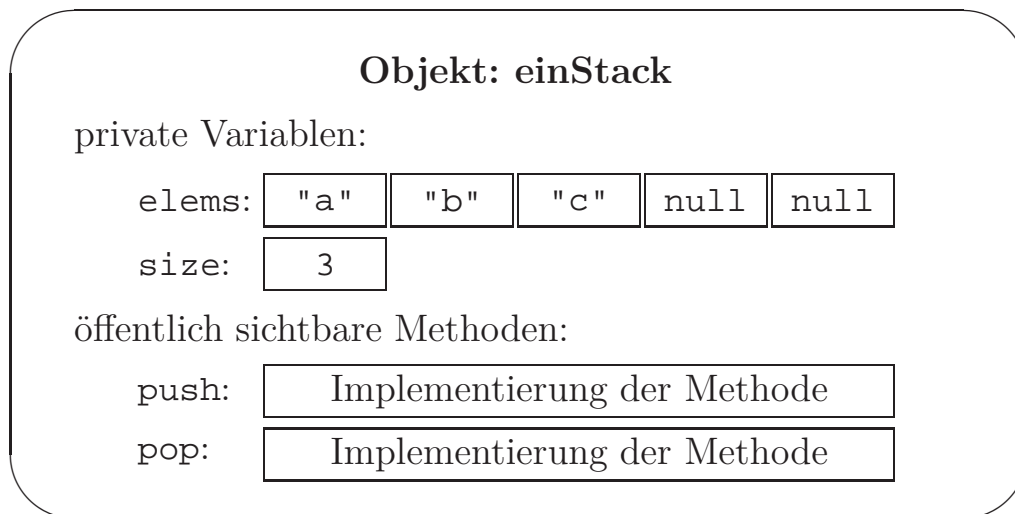 Objekt: einStack
private Variablen:
elems: "a" "b" "c" null null
size: 3
öffentlich sichtbare Methoden:
push: Implementierung der Methode
pop: Implementierung der Methode